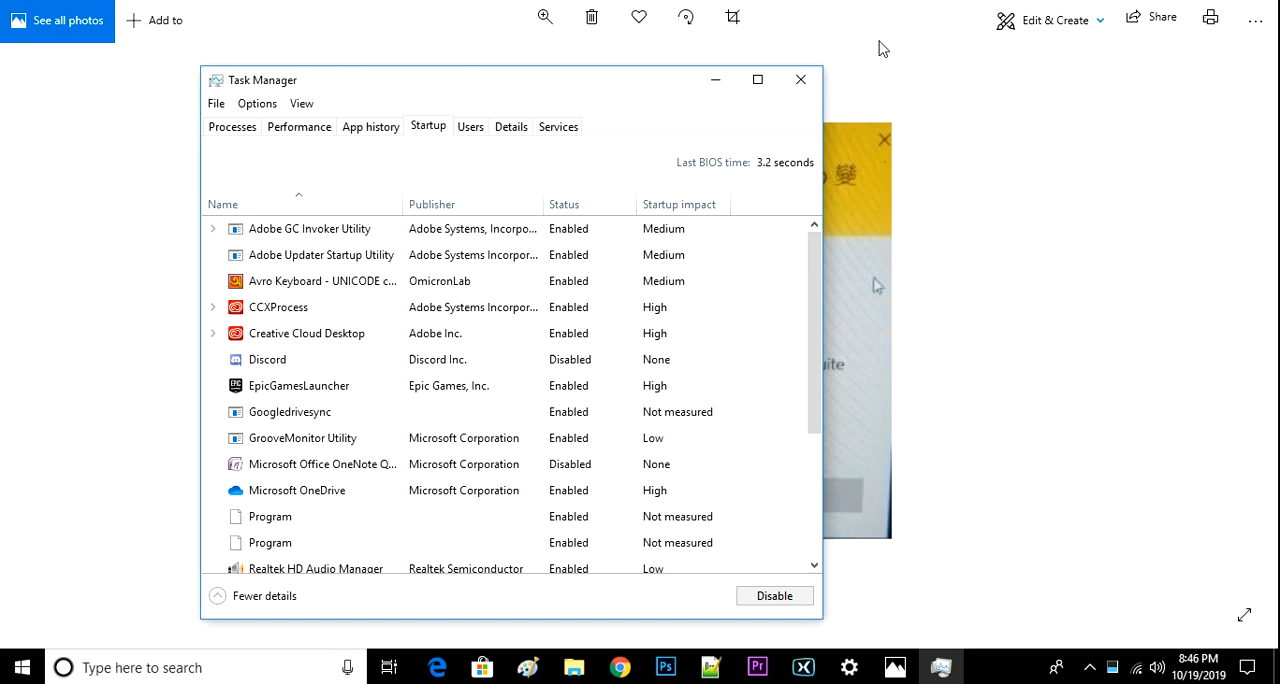 See all photos
Add to
Edit & Create
Share
Task Manager
File Options View
Processes Performance App history Startup Users Details Services
Last BIOS time: 3.2 seconds
Name Publisher Status Startup impact
Adobe GC Invoker Utility Adobe Systems, Incorpo... Enabled Medium
Adobe Updater Startup Utility Adobe Systems Incorpor... Enabled Medium
Avro Keyboard - UNICODE c... OmicronLab Enabled Medium
CCXProcess Adobe Systems Incorpor... Enabled High
Creative Cloud Desktop Adobe Inc. Enabled High
Discord Discord Inc. Disabled None
EpicGamesLauncher Epic Games, Inc. Enabled High
Googledrivesync Enabled Not measured
GrooveMonitor Utility Microsoft Corporation Enabled Low
Microsoft Office OneNote Q... Microsoft Corporation Disabled None
Microsoft OneDrive Microsoft Corporation Enabled High
Program Enabled Not measured
Program Enabled Not measured
Realtek HD Audio Manager Realtek Semiconductor Enabled Low
Fewer details
Disable
變
ite
Type here to search
Ps
Pr
8:46 PM
10/19/2019